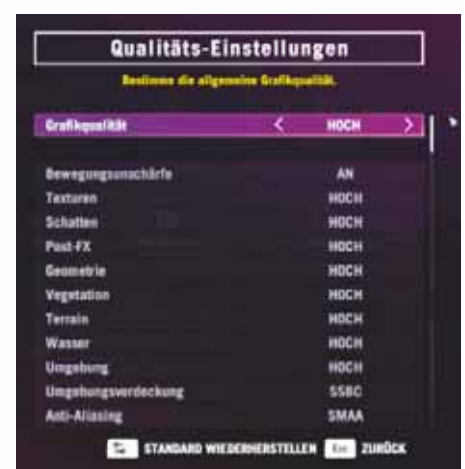 Qualitäts-Einstellungen
Bestimme die allgemeine Grafikqualität.
Grafikqualität < HOCH >
Bewegungsunschärfe AN
Texturen HOCH
Schatten HOCH
Post-FX HOCH
Geometrie HOCH
Vegetation HOCH
Terrain HOCH
Wasser HOCH
Umgebung HOCH
Umgebungsverdeckung SSBC
Anti-Aliasing SMAA
STANDARD WIEDERHERSTELLEN Esc ZURÜCK